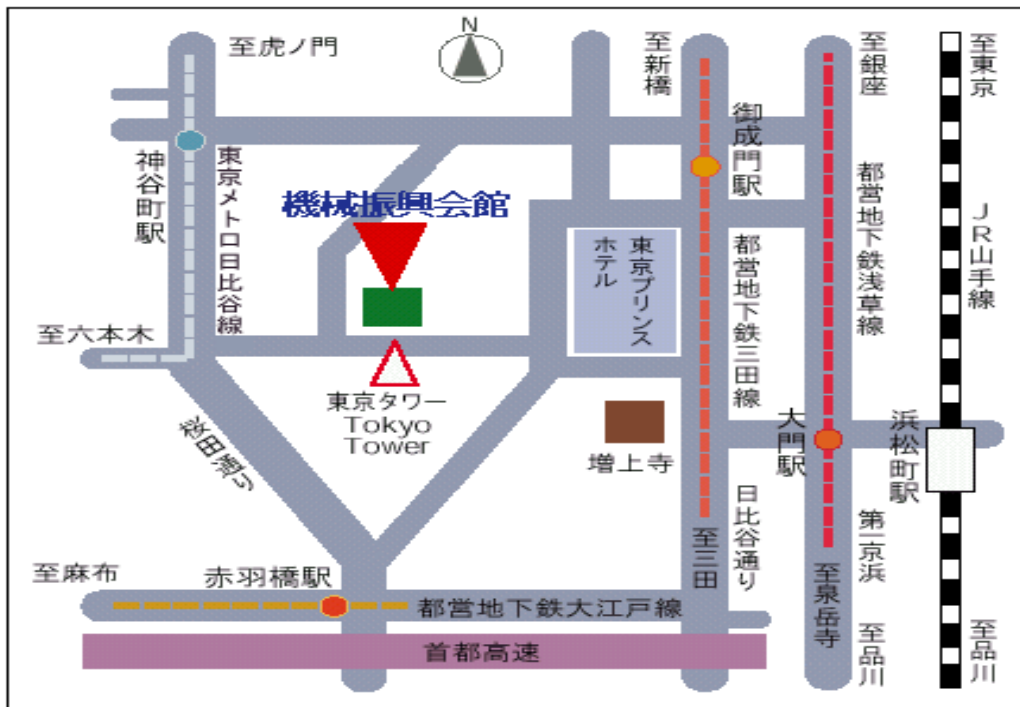 至虎ノ門
N
至新橋
至銀座
至東京
御成門駅
神谷町駅
東京メトロ日比谷線
機械振興会館
都営地下鉄浅草線
JR山手線
東京プリンス
ホテル
都営地下鉄三田線
至六本木
東京タワー
Tokyo
Tower
桜田通り
増上寺
大門駅
浜松町駅
日比谷通り
第一京浜
至三田
至泉岳寺
至麻布
赤羽橋駅
都営地下鉄大江戸線
首都高速
至品川
至品川